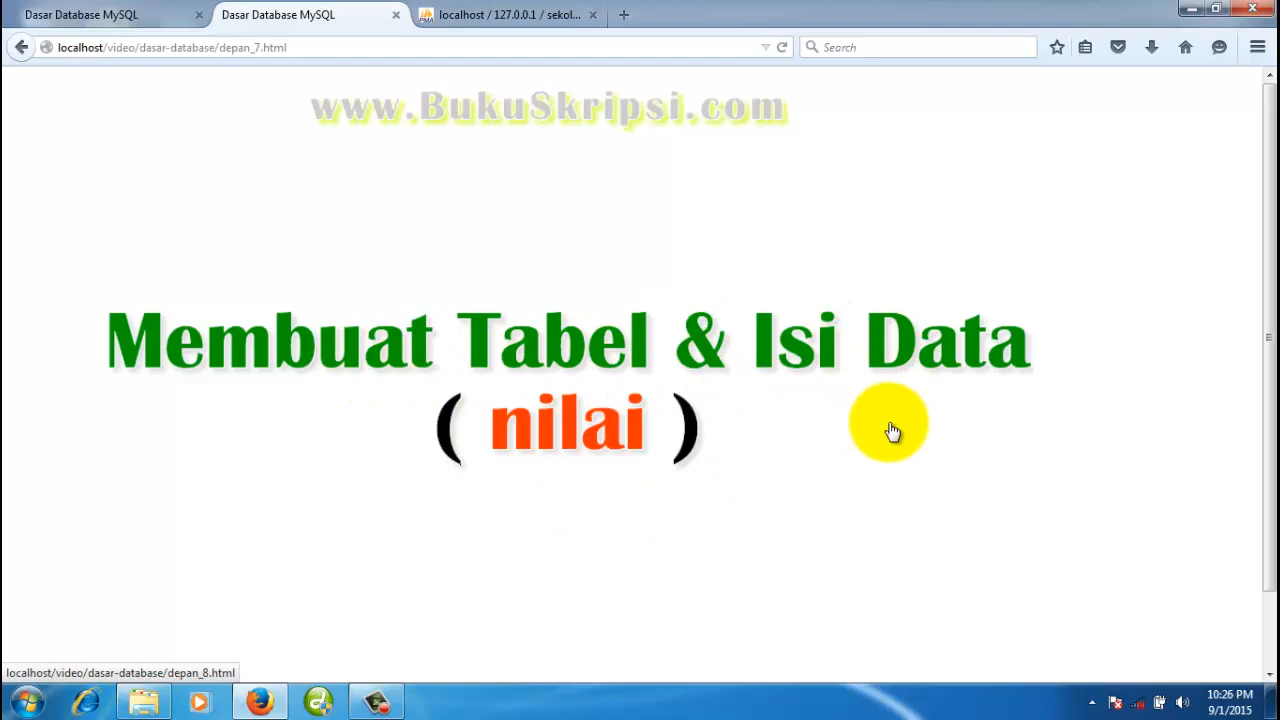 Dasar Database MySQL
Dasar Database MySQL
localhost / 127.0.0.1 / sekol...
localhost/video/dasar-database/depan_7.html
Search
www.BukuSkripsi.com
Membuat Tabel & Isi Data
( nilai )
localhost/video/dasar-database/depan_8.html
10:26 PM
9/1/2015